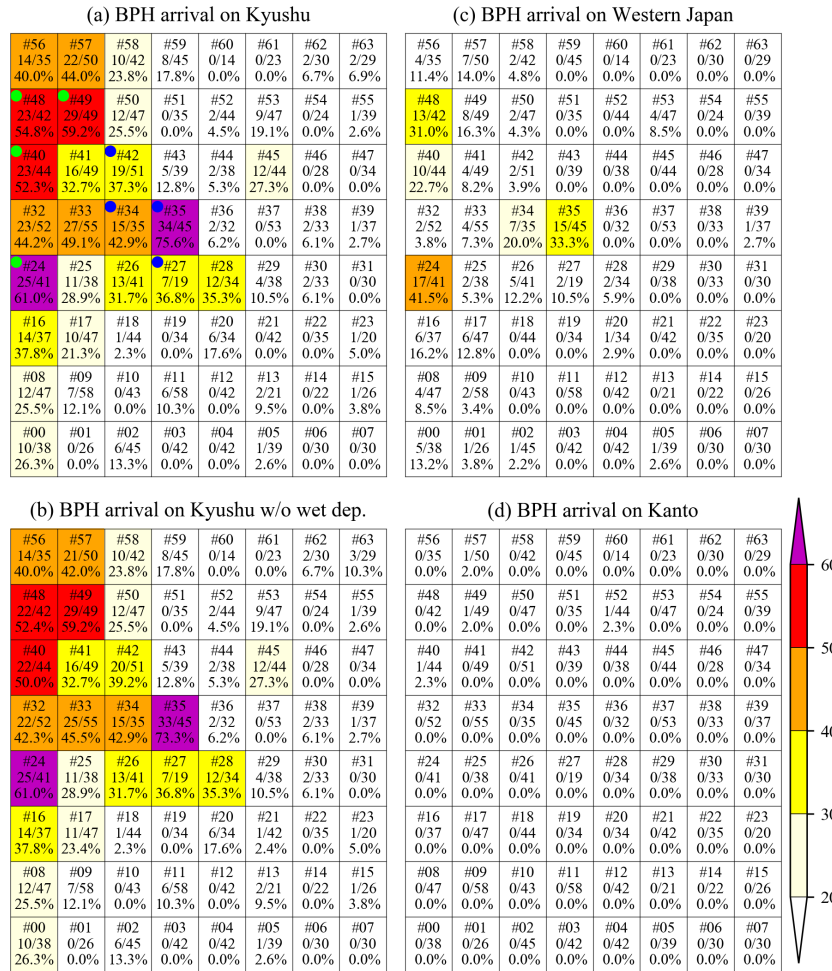 (a) BPH arrival on Kyushu
#56 #57 #58 #59 #60 #61 #62 #63
14/35 22/50 10/42 8/45 0/14 0/23 2/30 2/29
40.0% 44.0% 23.8% 17.8% 0.0% 0.0% 6.7% 6.9%
#48 #49 #50 #51 #52 #53 #54 #55
23/42 29/49 12/47 0/35 2/44 9/47 0/24 1/39
54.8% 59.2% 25.5% 0.0% 4.5% 19.1% 0.0% 2.6%
#40 #41 #42 #43 #44 #45 #46 #47
23/44 16/49 19/51 5/39 2/38 12/44 0/28 0/34
52.3% 32.7% 37.3% 12.8% 5.3% 27.3% 0.0% 0.0%
#32 #33 #34 #35 #36 #37 #38 #39
23/52 27/55 15/35 34/45 2/32 0/53 2/33 1/37
44.2% 49.1% 42.9% 75.6% 6.2% 0.0% 6.1% 2.7%
#24 #25 #26 #27 #28 #29 #30 #31
25/41 11/38 13/41 7/19 12/34 4/38 2/33 0/30
61.0% 28.9% 31.7% 36.8% 35.3% 10.5% 6.1% 0.0%
#16 #17 #18 #19 #20 #21 #22 #23
14/37 10/47 1/44 0/34 6/34 0/42 0/35 1/20
37.8% 21.3% 2.3% 0.0% 17.6% 0.0% 0.0% 5.0%
#08 #09 #10 #11 #12 #13 #14 #15
12/47 7/58 0/43 6/58 0/42 2/21 0/22 1/26
25.5% 12.1% 0.0% 10.3% 0.0% 9.5% 0.0% 3.8%
#00 #01 #02 #03 #04 #05 #06 #07
10/38 0/26 6/45 0/42 0/42 1/39 0/30 0/30
26.3% 0.0% 13.3% 0.0% 0.0% 2.6% 0.0% 0.0%
(c) BPH arrival on Western Japan
#56 #57 #58 #59 #60 #61 #62 #63
4/35 7/50 2/42 0/45 0/14 0/23 0/30 0/29
11.4% 14.0% 4.8% 0.0% 0.0% 0.0% 0.0% 0.0%
#48 #49 #50 #51 #52 #53 #54 #55
13/42 8/49 2/47 0/35 0/44 4/47 0/24 0/39
31.0% 16.3% 4.3% 0.0% 0.0% 8.5% 0.0% 0.0%
#40 #41 #42 #43 #44 #45 #46 #47
10/44 4/49 2/51 0/39 0/38 0/44 0/28 0/34
22.7% 8.2% 3.9% 0.0% 0.0% 0.0% 0.0% 0.0%
#32 #33 #34 #35 #36 #37 #38 #39
2/52 4/55 7/35 15/45 0/32 0/53 0/33 1/37
3.8% 7.3% 20.0% 33.3% 0.0% 0.0% 0.0% 2.7%
#24 #25 #26 #27 #28 #29 #30 #31
17/41 2/38 5/41 2/19 2/34 0/38 0/33 0/30
41.5% 5.3% 12.2% 10.5% 5.9% 0.0% 0.0% 0.0%
#16 #17 #18 #19 #20 #21 #22 #23
6/37 6/47 0/44 0/34 1/34 0/42 0/35 0/20
16.2% 12.8% 0.0% 0.0% 2.9% 0.0% 0.0% 0.0%
#08 #09 #10 #11 #12 #13 #14 #15
4/47 2/58 0/43 0/58 0/42 0/21 0/22 0/26
8.5% 3.4% 0.0% 0.0% 0.0% 0.0% 0.0% 0.0%
#00 #01 #02 #03 #04 #05 #06 #07
5/38 1/26 1/45 0/42 0/42 1/39 0/30 0/30
13.2% 3.8% 2.2% 0.0% 0.0% 2.6% 0.0% 0.0%
(b) BPH arrival on Kyushu w/o wet dep.
#56 #57 #58 #59 #60 #61 #62 #63
14/35 21/50 10/42 8/45 0/14 0/23 2/30 3/29
40.0% 42.0% 23.8% 17.8% 0.0% 0.0% 6.7% 10.3%
#48 #49 #50 #51 #52 #53 #54 #55
22/42 29/49 12/47 0/35 2/44 9/47 0/24 1/39
52.4% 59.2% 25.5% 0.0% 4.5% 19.1% 0.0% 2.6%
#40 #41 #42 #43 #44 #45 #46 #47
22/44 16/49 20/51 5/39 2/38 12/44 0/28 0/34
50.0% 32.7% 39.2% 12.8% 5.3% 27.3% 0.0% 0.0%
#32 #33 #34 #35 #36 #37 #38 #39
22/52 25/55 15/35 33/45 2/32 0/53 2/33 1/37
42.3% 45.5% 42.9% 73.3% 6.2% 0.0% 6.1% 2.7%
#24 #25 #26 #27 #28 #29 #30 #31
25/41 11/38 13/41 7/19 12/34 4/38 2/33 0/30
61.0% 28.9% 31.7% 36.8% 35.3% 10.5% 6.1% 0.0%
#16 #17 #18 #19 #20 #21 #22 #23
14/37 11/47 1/44 0/34 6/34 1/42 0/35 1/20
37.8% 23.4% 2.3% 0.0% 17.6% 2.4% 0.0% 5.0%
#08 #09 #10 #11 #12 #13 #14 #15
12/47 7/58 0/43 6/58 0/42 2/21 0/22 1/26
25.5% 12.1% 0.0% 10.3% 0.0% 9.5% 0.0% 3.8%
#00 #01 #02 #03 #04 #05 #06 #07
10/38 0/26 6/45 0/42 0/42 1/39 0/30 0/30
26.3% 0.0% 13.3% 0.0% 0.0% 2.6% 0.0% 0.0%
(d) BPH arrival on Kanto
#56 #57 #58 #59 #60 #61 #62 #63
0/35 1/50 0/42 0/45 0/14 0/23 0/30 0/29
0.0% 2.0% 0.0% 0.0% 0.0% 0.0% 0.0% 0.0%
#48 #49 #50 #51 #52 #53 #54 #55
0/42 1/49 0/47 0/35 1/44 0/47 0/24 0/39
0.0% 2.0% 0.0% 0.0% 2.3% 0.0% 0.0% 0.0%
#40 #41 #42 #43 #44 #45 #46 #47
1/44 0/49 0/51 0/39 0/38 0/44 0/28 0/34
2.3% 0.0% 0.0% 0.0% 0.0% 0.0% 0.0% 0.0%
#32 #33 #34 #35 #36 #37 #38 #39
0/52 0/55 0/35 0/45 0/32 0/53 0/33 0/37
0.0% 0.0% 0.0% 0.0% 0.0% 0.0% 0.0% 0.0%
#24 #25 #26 #27 #28 #29 #30 #31
0/41 0/38 0/41 0/19 0/34 0/38 0/33 0/30
0.0% 0.0% 0.0% 0.0% 0.0% 0.0% 0.0% 0.0%
#16 #17 #18 #19 #20 #21 #22 #23
0/37 0/47 0/44 0/34 0/34 0/42 0/35 0/20
0.0% 0.0% 0.0% 0.0% 0.0% 0.0% 0.0% 0.0%
#08 #09 #10 #11 #12 #13 #14 #15
0/47 0/58 0/43 0/58 0/42 0/21 0/22 0/26
0.0% 0.0% 0.0% 0.0% 0.0% 0.0% 0.0% 0.0%
#00 #01 #02 #03 #04 #05 #06 #07
0/38 0/26 0/45 0/42 0/42 0/39 0/30 0/30
0.0% 0.0% 0.0% 0.0% 0.0% 0.0% 0.0% 0.0%
60
50
40
30
20